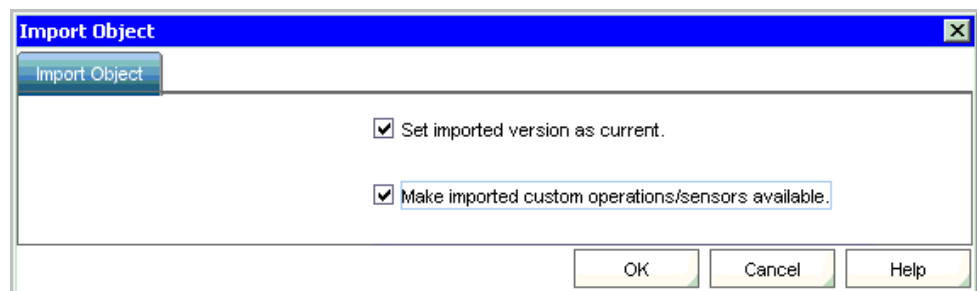 Import Object
Import Object
Set imported version as current.
Make imported custom operations/sensors available.
OK Cancel Help